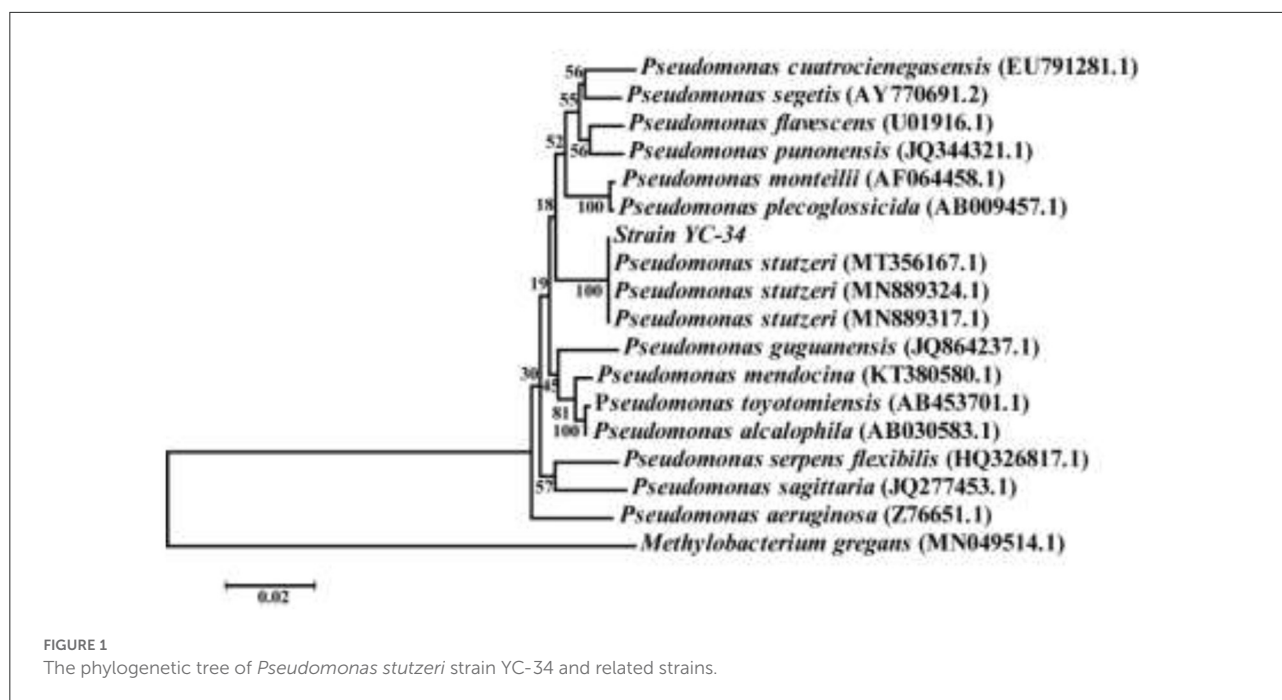 56
Pseudomonas cuatrocienegasensis (EU791281.1)
55
Pseudomonas segetis (AY770691.2)
Pseudomonas flavescens (U01916.1)
52
56
Pseudomonas punonensis (JQ344321.1)
Pseudomonas monteilii (AF064458.1)
18
100
Pseudomonas plecoglossicida (AB009457.1)
Strain YC-34
Pseudomonas stutzeri (MT356167.1)
19
100
Pseudomonas stutzeri (MN889324.1)
Pseudomonas stutzeri (MN889317.1)
Pseudomonas guguanensis (JQ864237.1)
30
45
Pseudomonas mendocina (KT380580.1)
Pseudomonas toyotomiensis (AB453701.1)
81
100
Pseudomonas alcalophila (AB030583.1)
Pseudomonas serpens flexibilis (HQ326817.1)
57
Pseudomonas sagittaria (JQ277453.1)
Pseudomonas aeruginosa (Z76651.1)
Methylobacterium gregans (MN049514.1)
0.02
FIGURE 1
The phylogenetic tree of Pseudomonas stutzeri strain YC-34 and related strains.